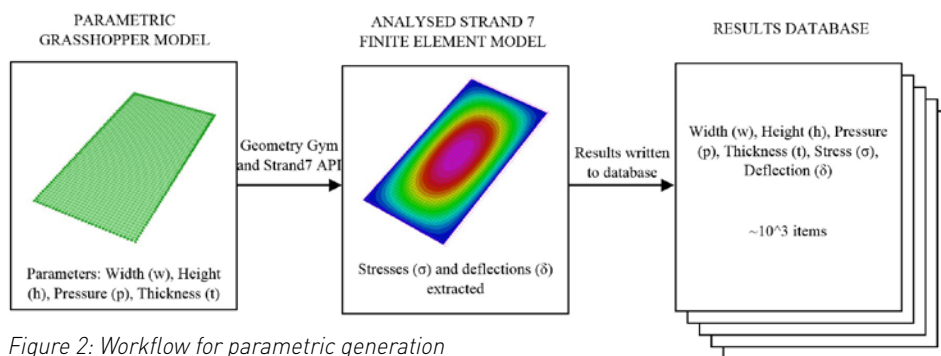 PARAMETRIC
GRASSHOPPER MODEL
Parameters: Width (w), Height
(h), Pressure (p), Thickness (t)
Geometry Gym
and Strand7 API
ANALYSED STRAND 7
FINITE ELEMENT MODEL
Stresses (σ) and deflections (δ)
extracted
Results written
to database
RESULTS DATABASE
Width (w), Height (h), Pressure
(p), Thickness (t), Stress (σ),
Deflection (δ)
~10^3 items
Figure 2: Workflow for parametric generation